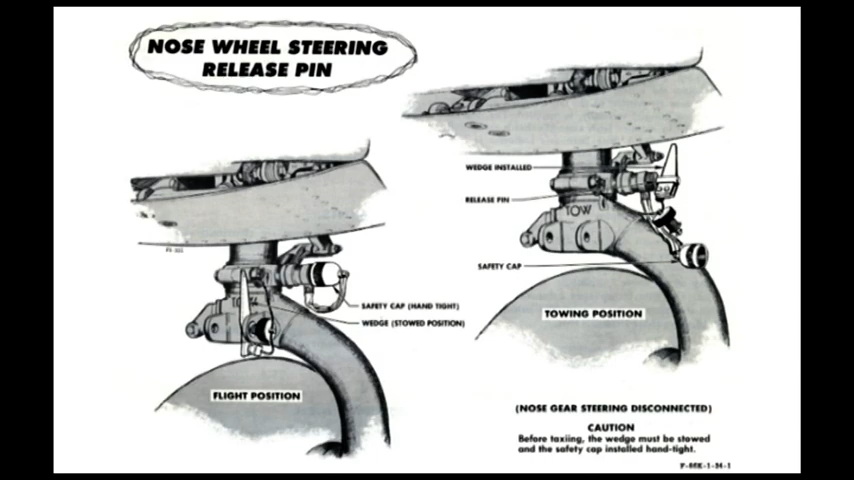 NOSE WHEEL STEERING
RELEASE PIN
WEDGE INSTALLED
RELEASE PIN
TOW
SAFETY CAP
TOWING POSITION
SAFETY CAP (HAND TIGHT)
WEDGE (STOWED POSITION)
FLIGHT POSITION
(NOSE GEAR STEERING DISCONNECTED)
CAUTION
Before taxiing, the wedge must be stowed
and the safety cap installed hand-tight.